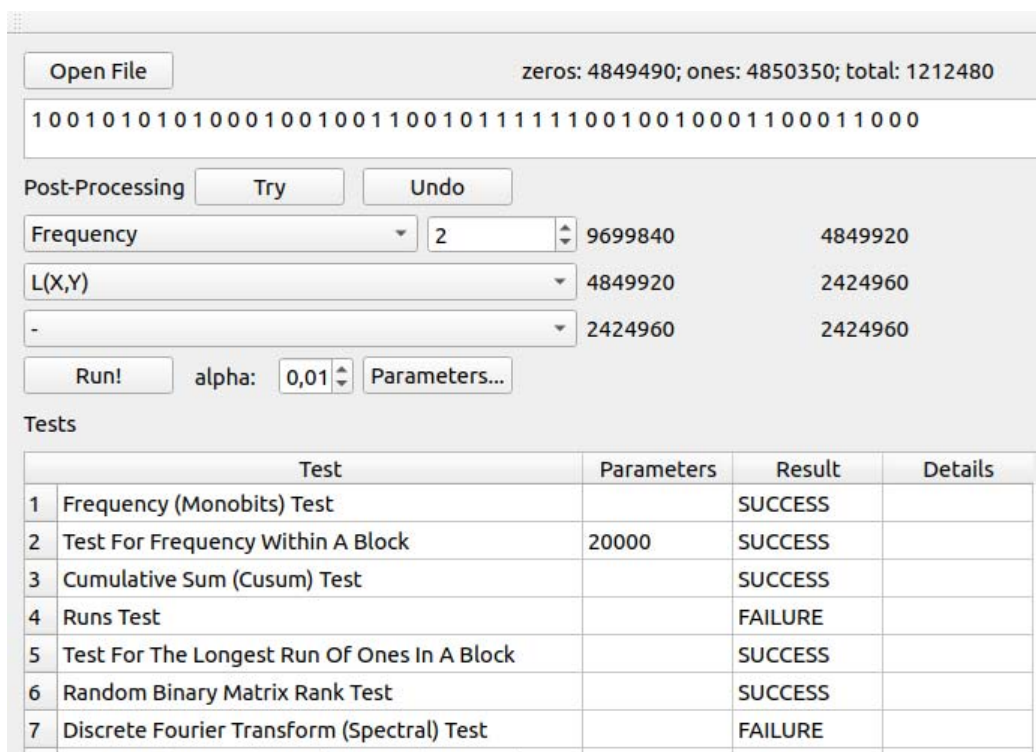 Open File zeros: 4849490; ones: 4850350; total: 1212480
1 0 0 1 0 1 0 1 0 1 0 1 0 0 0 1 0 0 1 0 0 1 1 0 0 1 0 1 1 1 1 1 1 0 0 1 0 0 1 0 0 0 1 1 0 0 0 1 1 0 0 0
Post-Processing Try Undo
Frequency 2 9699840 4849920
L(X,Y) 4849920 2424960
- 2424960 2424960
Run! alpha: 0,01 Parameters...
Tests
Test Parameters Result Details
1 Frequency (Monobits) Test SUCCESS
2 Test For Frequency Within A Block 20000 SUCCESS
3 Cumulative Sum (Cusum) Test SUCCESS
4 Runs Test FAILURE
5 Test For The Longest Run Of Ones In A Block SUCCESS
6 Random Binary Matrix Rank Test SUCCESS
7 Discrete Fourier Transform (Spectral) Test FAILURE